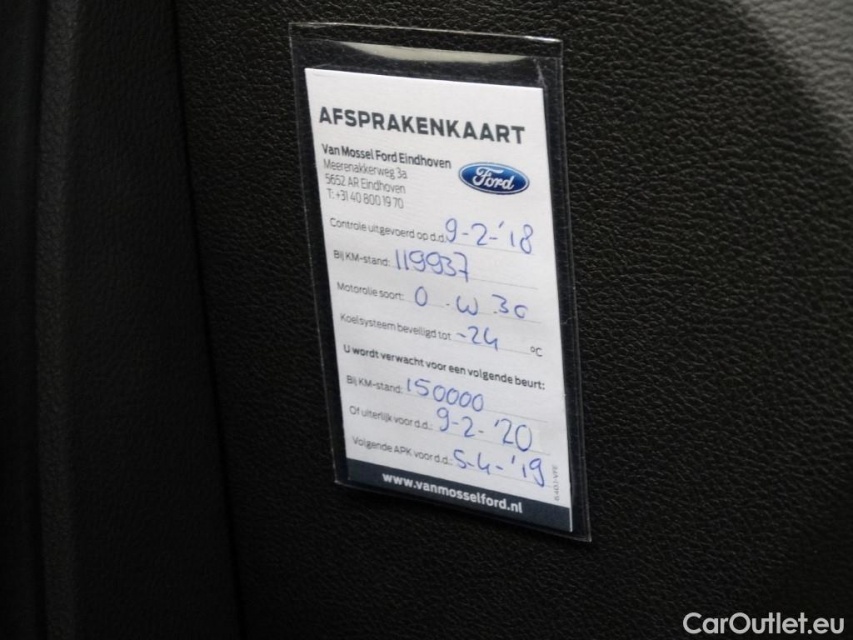 AFSPRAKENKAART
Van Mossel Ford Eindhoven
Meerenakkerweg 3a
5652 AR Eindhoven
T: +31 40 800 19 70
Ford
Controle uitgevoerd op d.d.: 9-2-'18
Bij KM-stand: 119937
Motorolie soort: 0-W.30
Koelsysteem beveiligd tot -24 °C
U wordt verwacht voor een volgende beurt:
Bij KM-stand: 150000
Of uiterlijk voor d.d.: 9-2-'20
Volgende APK voor d.d.: 5-4-'19
www.vanmosselford.nl
CarOutlet.eu